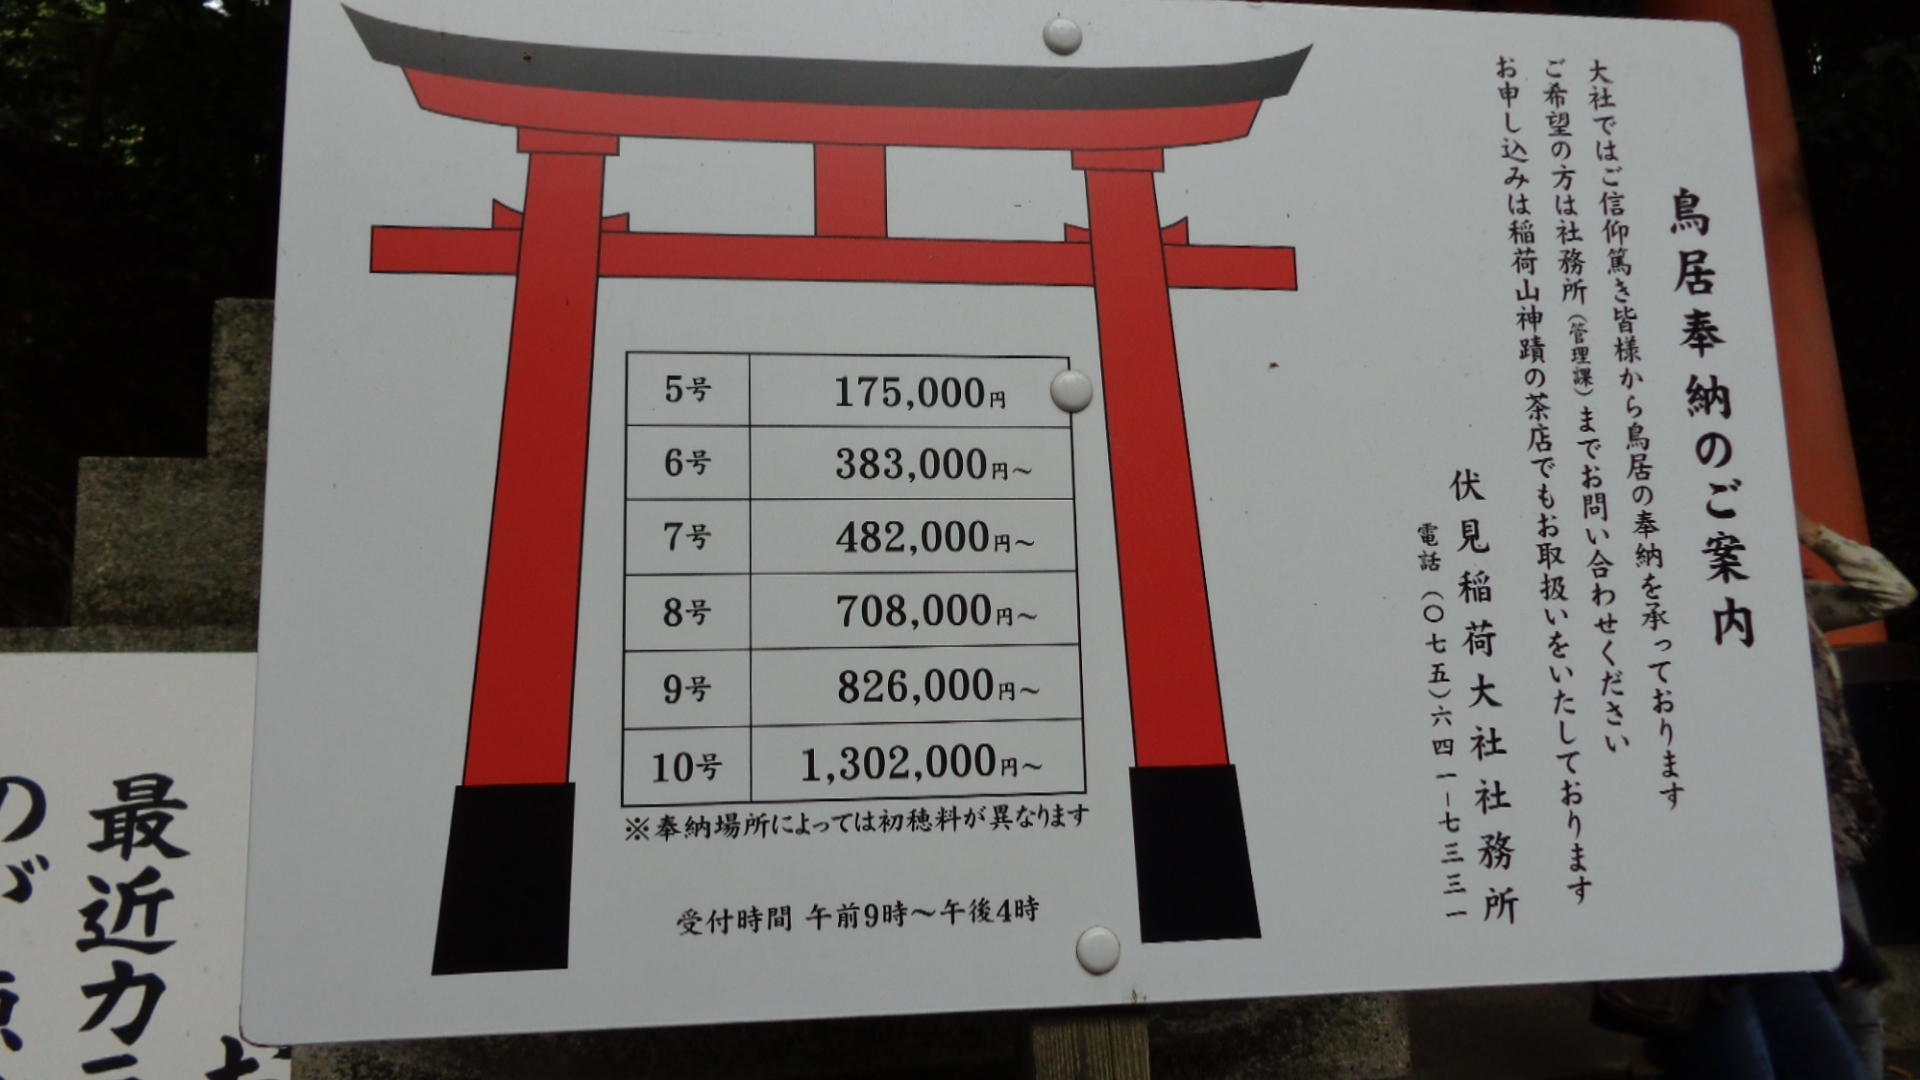 鳥居奉納のご案内
大社ではご信仰篤き皆様から鳥居の奉納を承っております
ご希望の方は社務所（管理課）までお問い合わせください
お申し込みは稲荷山神蹟の茶店でもお取扱いをいたしております
伏見稲荷大社社務所
電話（〇七五）六四一－七三三一
5号 175,000円
6号 383,000円～
7号 482,000円～
8号 708,000円～
9号 826,000円～
10号 1,302,000円～
※奉納場所によっては初穂料が異なります
受付時間 午前9時～午後4時
最近カラ
のが